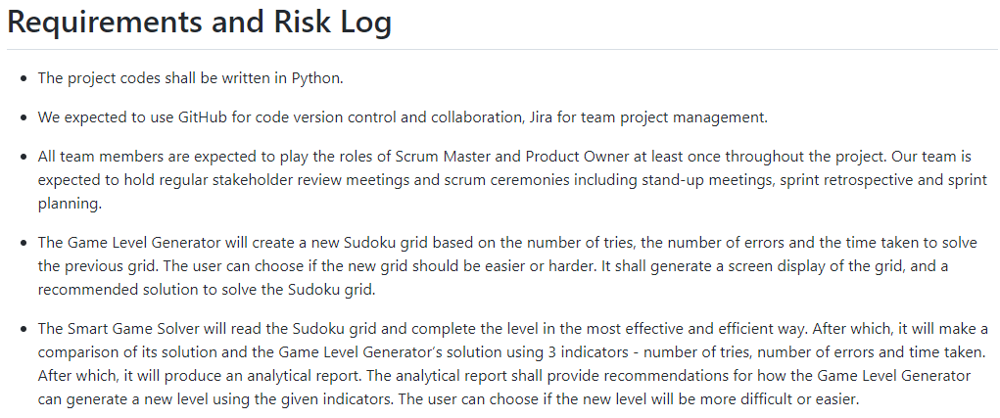 Requirements and Risk Log
• The project codes shall be written in Python.
• We expected to use GitHub for code version control and collaboration, Jira for team project management.
• All team members are expected to play the roles of Scrum Master and Product Owner at least once throughout the project. Our team is
expected to hold regular stakeholder review meetings and scrum ceremonies including stand-up meetings, sprint retrospective and sprint
planning.
• The Game Level Generator will create a new Sudoku grid based on the number of tries, the number of errors and the time taken to solve
the previous grid. The user can choose if the new grid should be easier or harder. It shall generate a screen display of the grid, and a
recommended solution to solve the Sudoku grid.
• The Smart Game Solver will read the Sudoku grid and complete the level in the most effective and efficient way. After which, it will make a
comparison of its solution and the Game Level Generator's solution using 3 indicators - number of tries, number of errors and time taken.
After which, it will produce an analytical report. The analytical report shall provide recommendations for how the Game Level Generator
can generate a new level using the given indicators. The user can choose if the new level will be more difficult or easier.